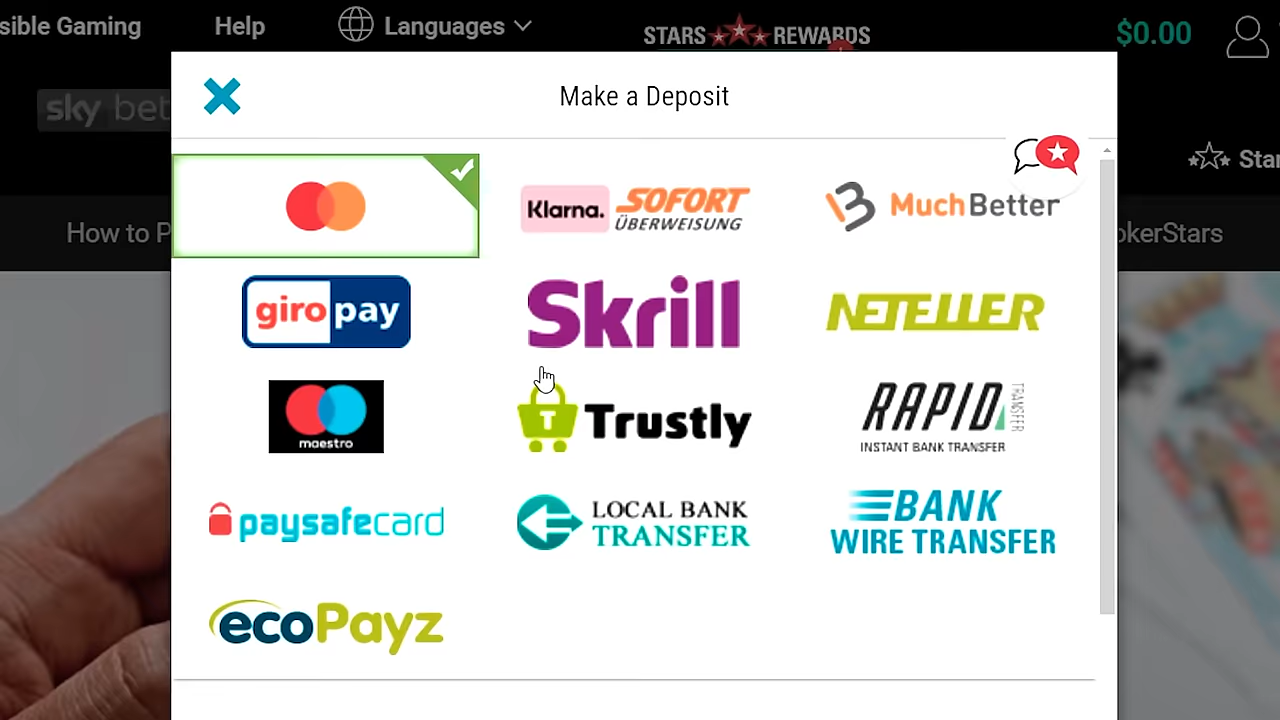 sible Gaming
Help
Languages
STARS REWARDS
$0.00
sky bet
Make a Deposit
Star
How to P
okerStars
Klarna. SOFORT
ÜBERWEISUNG
MuchBetter
giropay
Skrill
NETELLER
maestro
T Trustly
RAPID
TRANSFER
INSTANT BANK TRANSFER
paysafecard
LOCAL BANK
TRANSFER
BANK
WIRE TRANSFER
ecoPayz